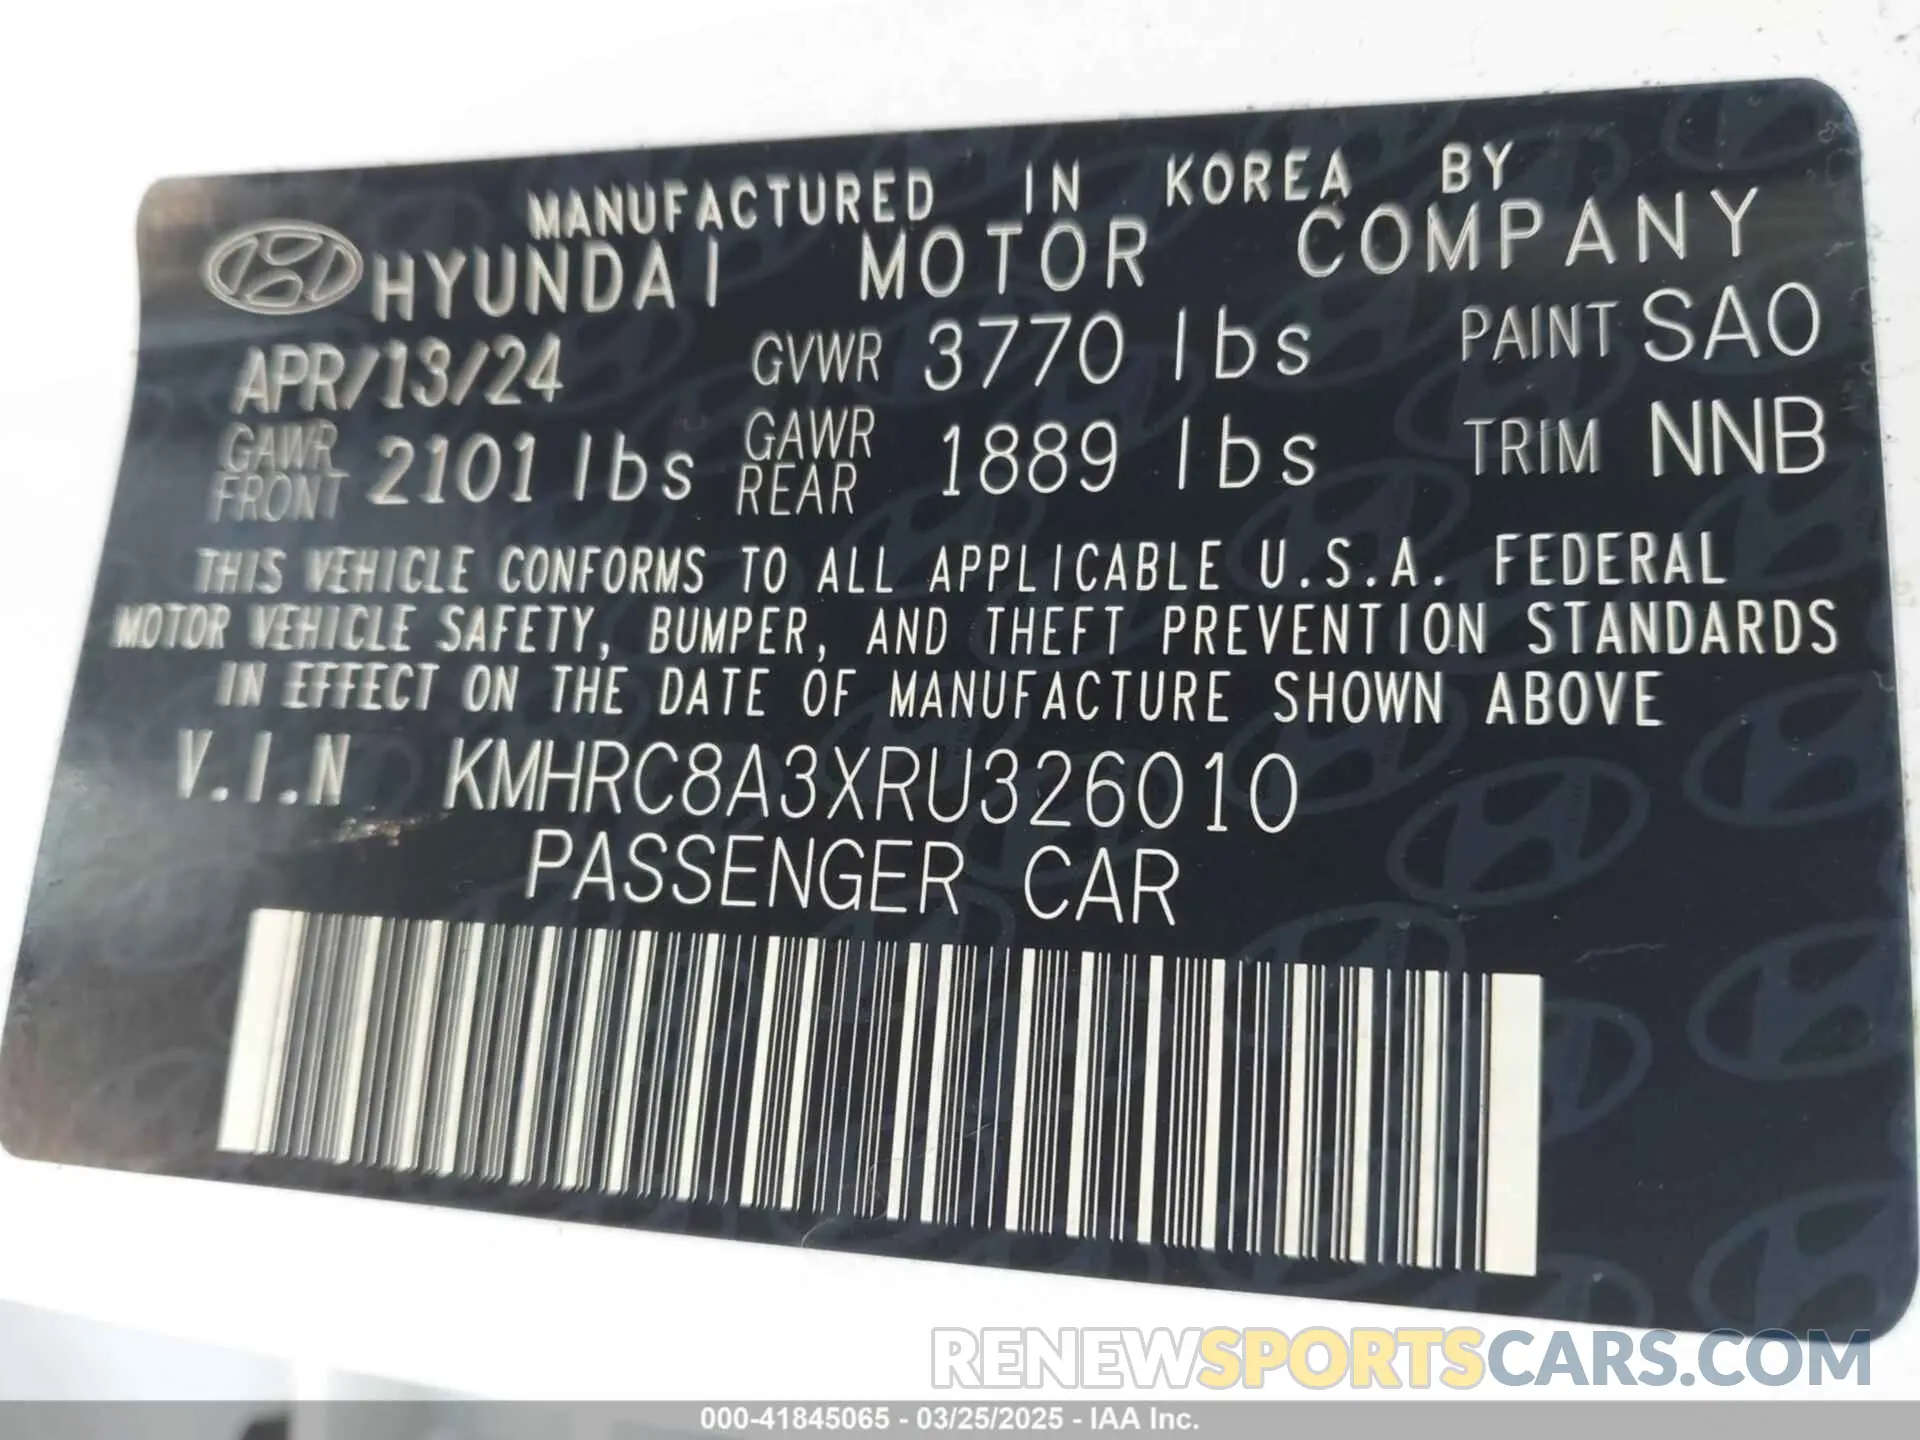 MANUFACTURED IN KOREA BY
HYUNDAI MOTOR COMPANY
APR/13/24 GVWR 3770 lbs PAINT SAO
GAWR FRONT 2101 lbs GAWR REAR 1889 lbs TRIM NNB
THIS VEHICLE CONFORMS TO ALL APPLICABLE U.S.A. FEDERAL
MOTOR VEHICLE SAFETY, BUMPER, AND THEFT PREVENTION STANDARDS
IN EFFECT ON THE DATE OF MANUFACTURE SHOWN ABOVE
V.I.N KMHRC8A3XRU326010
PASSENGER CAR
RENEWSPORTSCARS.COM
000-41845065 - 03/25/2025 - IAA Inc.